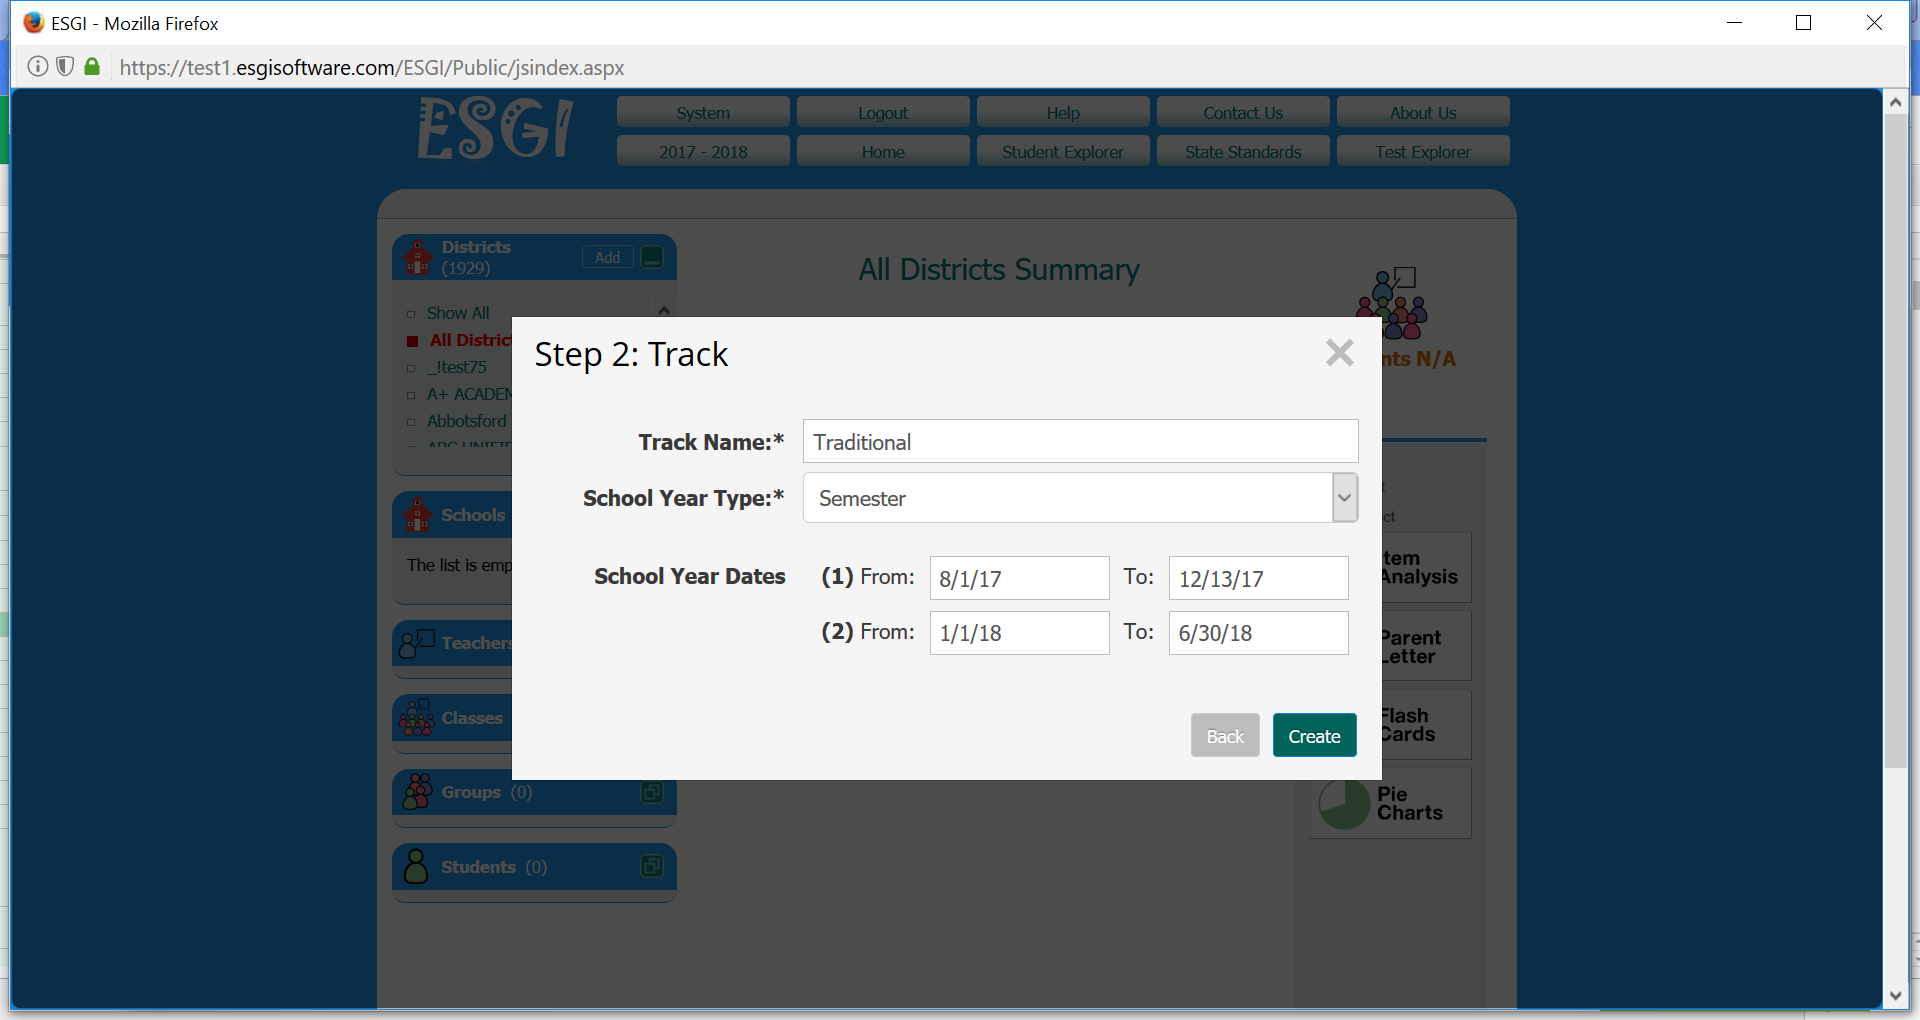 ESGI - Mozilla Firefox
https://test1.esgisoftware.com/ESGI/Public/jsindex.aspx
ESGI
System
Logout
Help
Contact Us
About Us
2017 - 2018
Home
Student Explorer
State Standards
Test Explorer
Districts
(1929)
Add
All Districts Summary
Show All
All Distric
_!test75
A+ ACADEM
Abbotsford
nts N/A
Step 2: Track
Track Name:*
Traditional
School Year Type:*
Semester
School Year Dates
(1) From:
8/1/17
To:
12/13/17
(2) From:
1/1/18
To:
6/30/18
Back
Create
Schools
The list is emp
Teachers
Classes
Groups (0)
Students (0)
ct
tem
Analysis
Parent
Letter
Flash
Cards
Pie
Charts